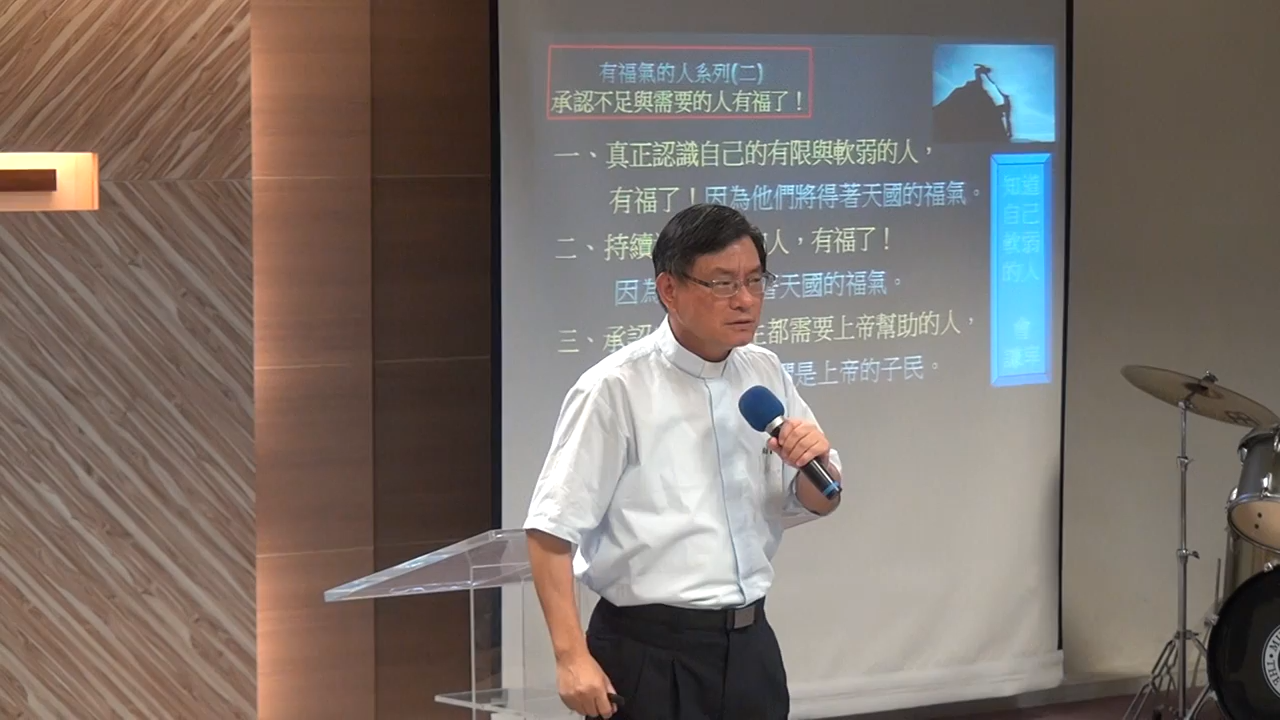 有福氣的人系列(二)
承認不足與需要的人有福了！
一、真正認識自己的有限與軟弱的人，
有福了！因為他們將得著天國的福氣。
二、持續 人，有福了！
因為 著天國的福氣。
三、承認 都需要上帝幫助的人，
是上帝的子民。
知道
自己
軟弱
的人
會